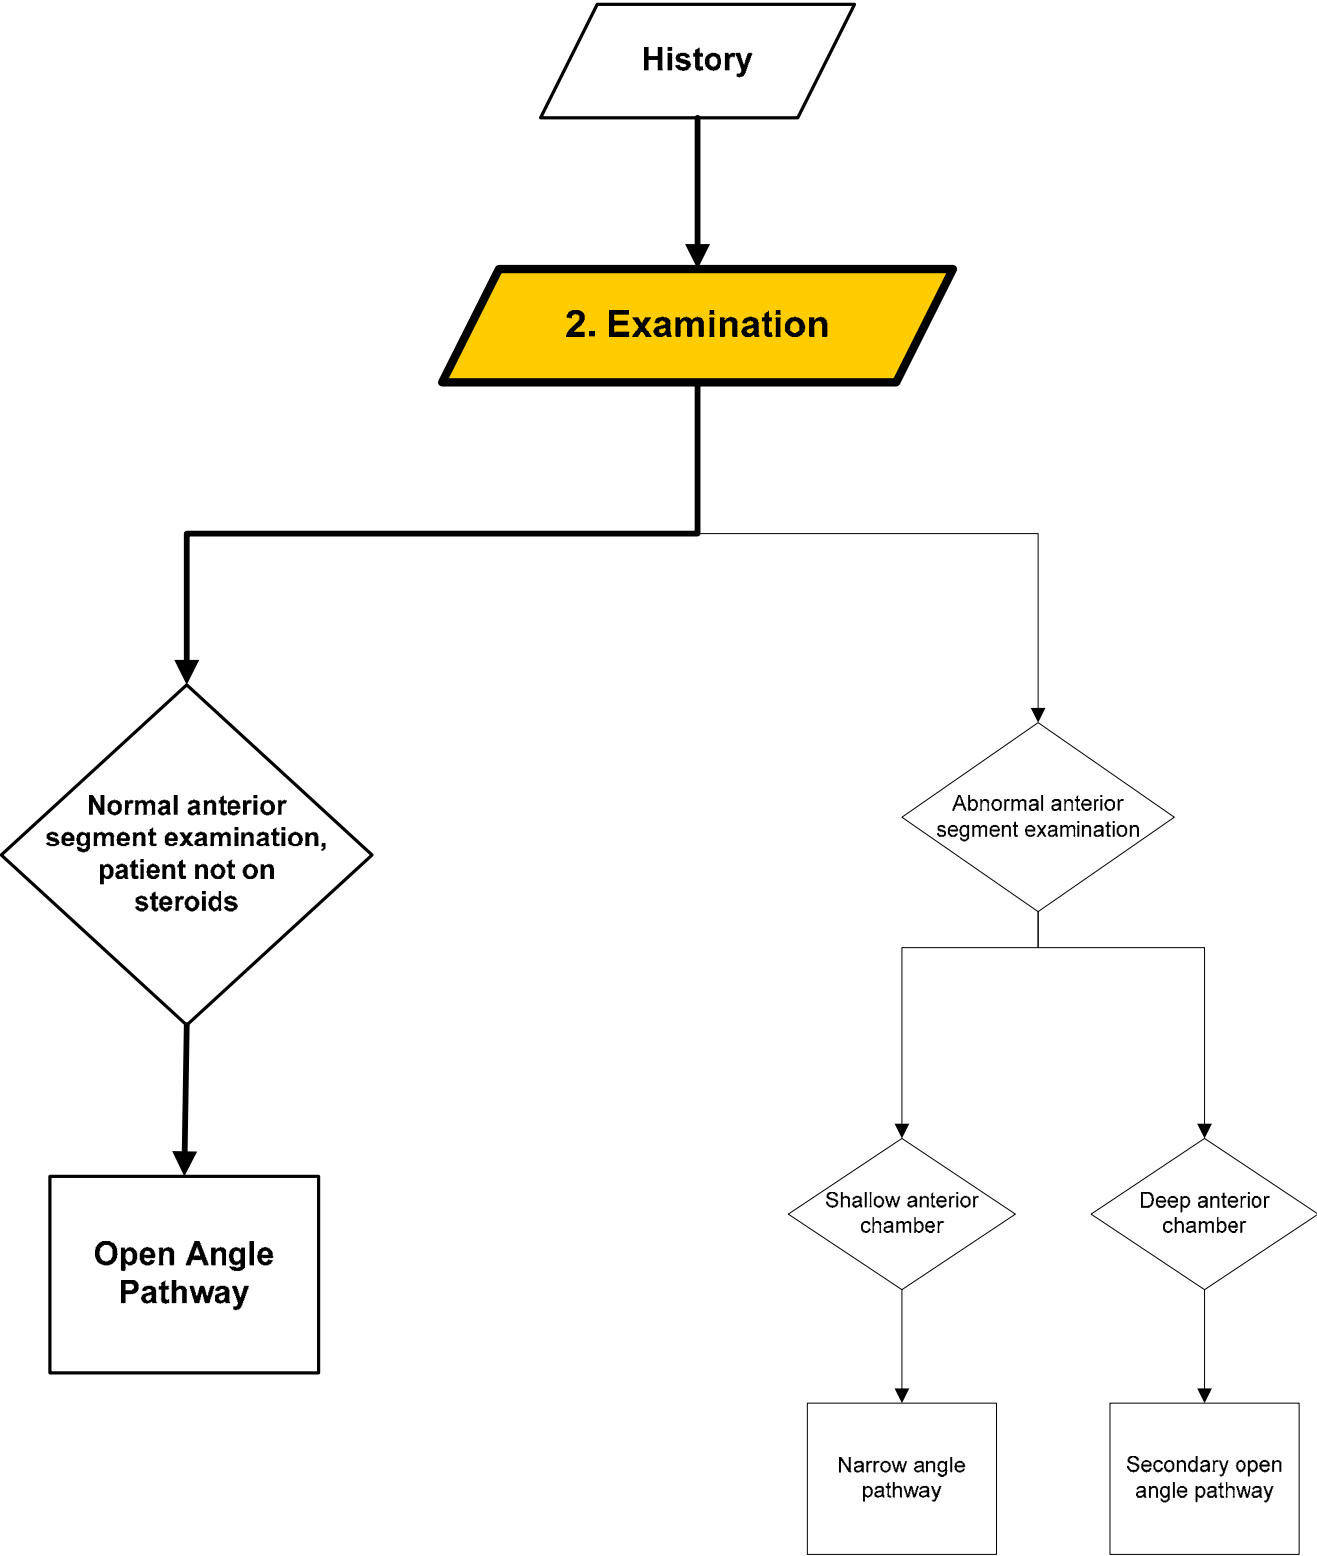 History
2. Examination
Normal anterior
segment examination,
patient not on
steroids
Abnormal anterior
segment examination
Shallow anterior
chamber
Deep anterior
chamber
Open Angle
Pathway
Narrow angle
pathway
Secondary open
angle pathway